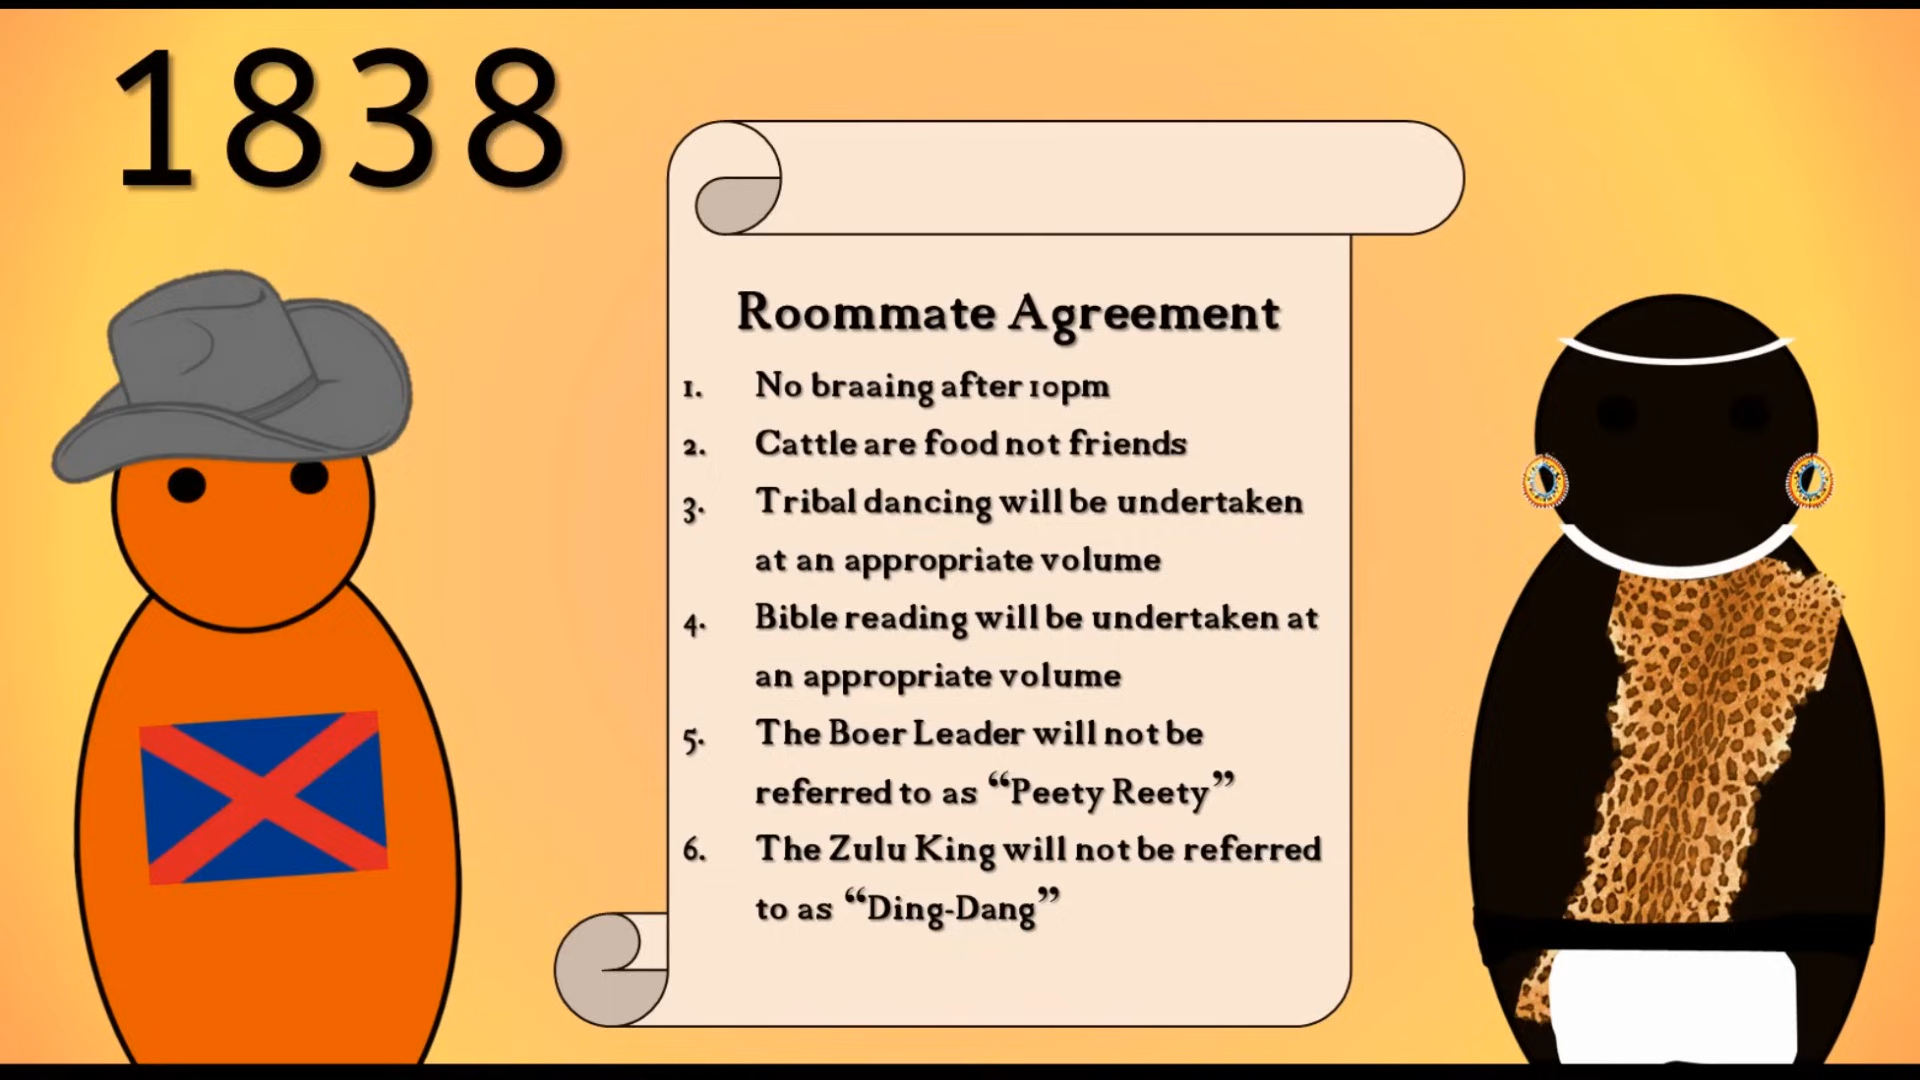 1838
Roommate Agreement
1. No braaing after 10pm
2. Cattle are food not friends
3. Tribal dancing will be undertaken
at an appropriate volume
4. Bible reading will be undertaken at
an appropriate volume
5. The Boer Leader will not be
referred to as “Peety Reety”
6. The Zulu King will not be referred
to as “Ding-Dang”